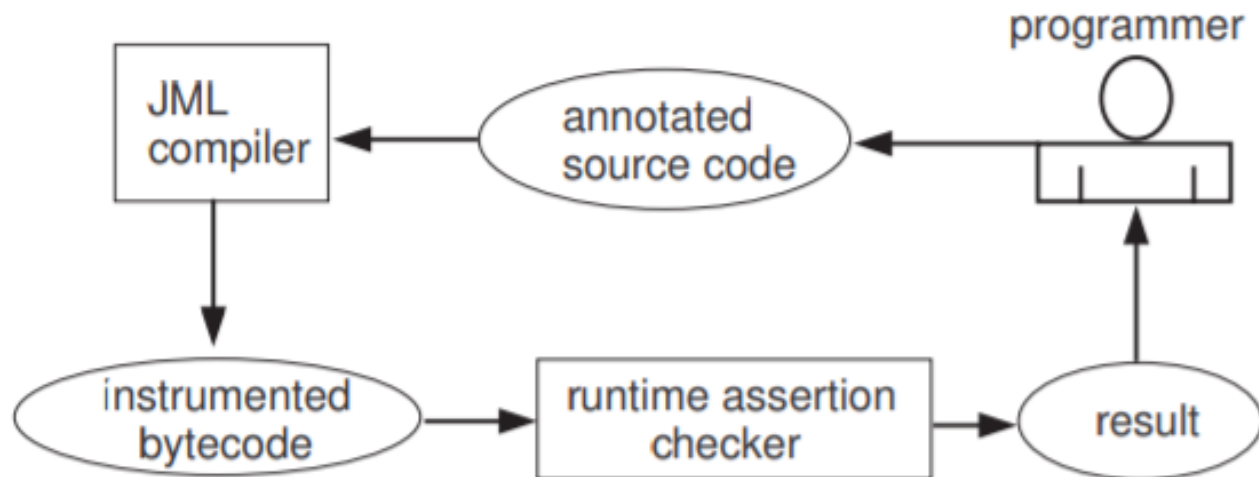 programmer
JML
compiler
annotated
source code
instrumented
bytecode
runtime assertion
checker
result